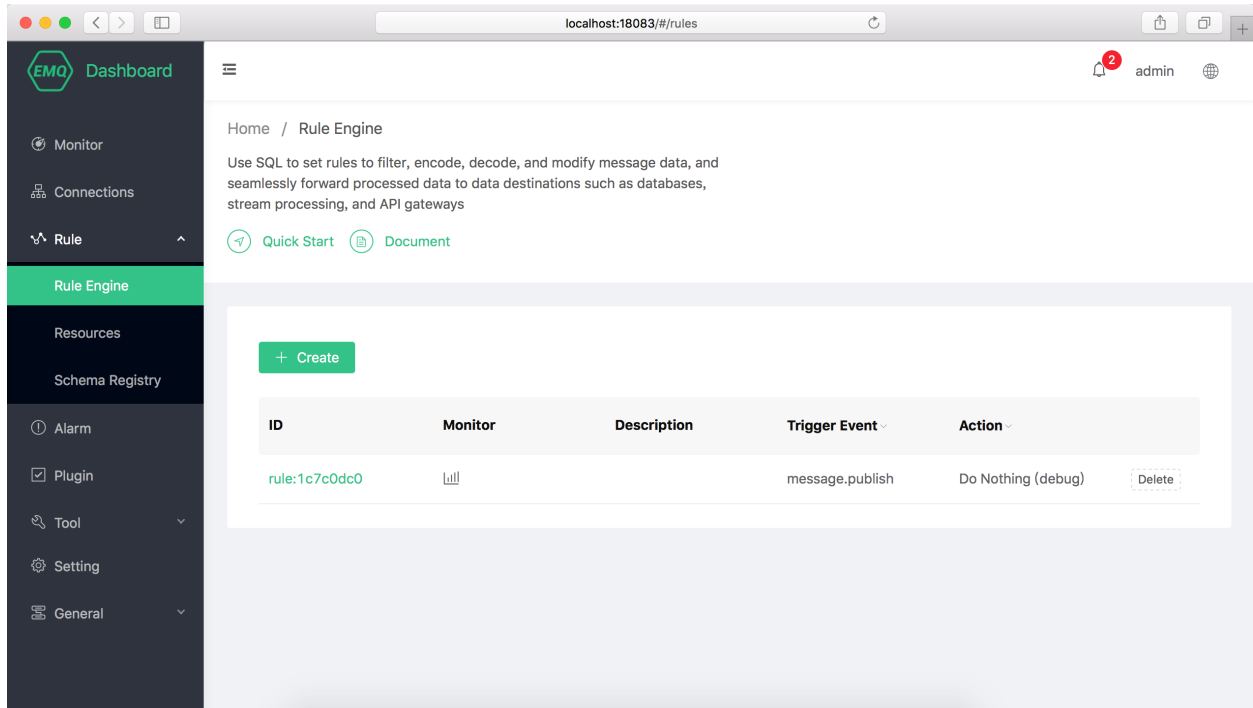 localhost:18083/#/rules
EMQ Dashboard
2
admin
Monitor
Connections
Rule
Rule Engine
Resources
Schema Registry
Alarm
Plugin
Tool
Setting
General
Home / Rule Engine
Use SQL to set rules to filter, encode, decode, and modify message data, and
seamlessly forward processed data to data destinations such as databases,
stream processing, and API gateways
Quick Start Document
+ Create
ID Monitor Description Trigger Event Action
rule:1c7c0dc0 message.publish Do Nothing (debug) Delete